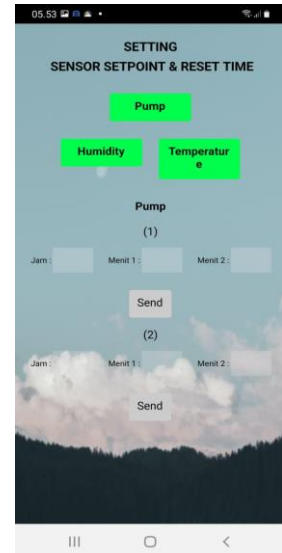 05.53
SETTING
SENSOR SETPOINT & RESET TIME
Pump
Humidity
Temperatur
e
Pump
(1)
Jam : Menit 1 : Menit 2 :
Send
(2)
Jam : Menit 1 : Menit 2 :
Send